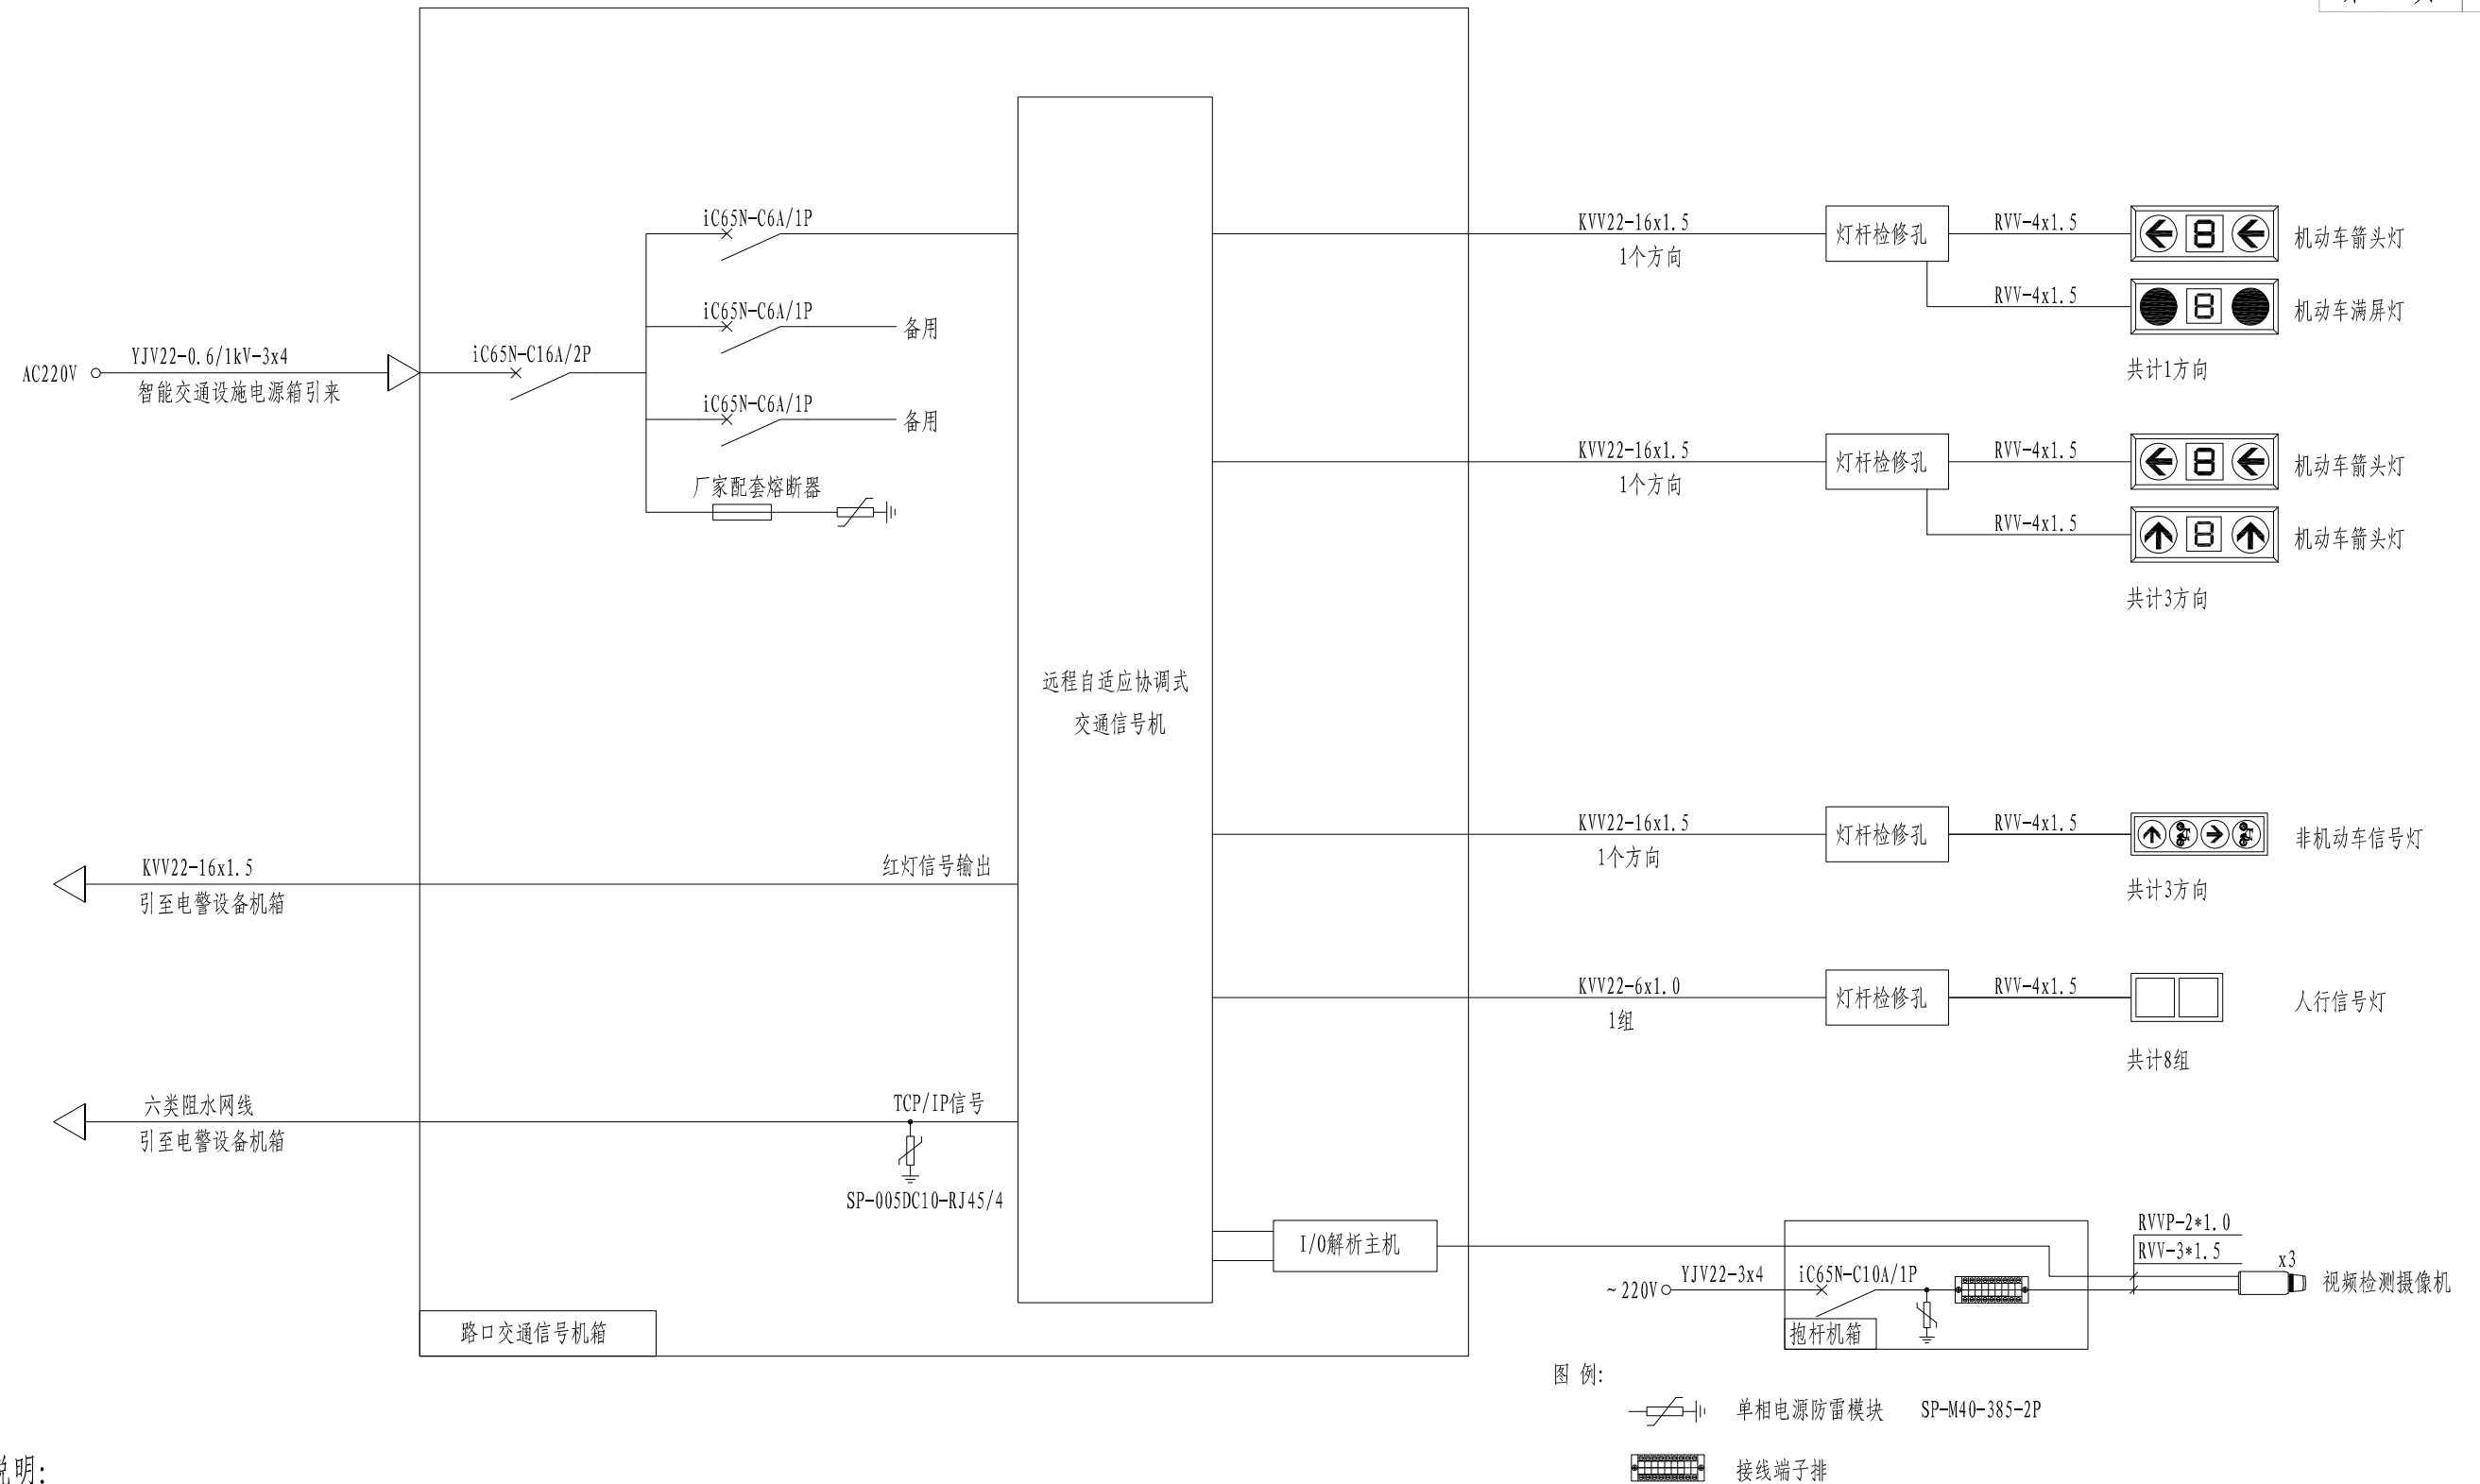 iC65N-C6A/1P
iC65N-C6A/1P
备用
iC65N-C6A/1P
备用
厂家配套熔断器
AC220V
YJV22-0.6/1kV-3x4
智能交通设施电源箱引来
iC65N-C16A/2P
远程自适应协调式
交通信号机
KVV22-16x1.5
引至电警设备机箱
红灯信号输出
六类阻水网线
引至电警设备机箱
TCP/IP信号
SP-005DC10-RJ45/4
I/O解析主机
路口交通信号机箱
KVV22-16x1.5
1个方向
灯杆检修孔
RVV-4x1.5
8
机动车箭头灯
RVV-4x1.5
8
机动车满屏灯
共计1方向
KVV22-16x1.5
1个方向
灯杆检修孔
RVV-4x1.5
8
机动车箭头灯
RVV-4x1.5
8
机动车箭头灯
共计3方向
KVV22-16x1.5
1个方向
灯杆检修孔
RVV-4x1.5
非机动车信号灯
共计3方向
KVV22-6x1.0
1组
灯杆检修孔
RVV-4x1.5
人行信号灯
共计8组
~220V
YJV22-3x4
iC65N-C10A/1P
抱杆机箱
RVVP-2*1.0
RVV-3*1.5
x3
视频检测摄像机
图 例:
单相电源防雷模块 SP-M40-385-2P
接线端子排
说明: